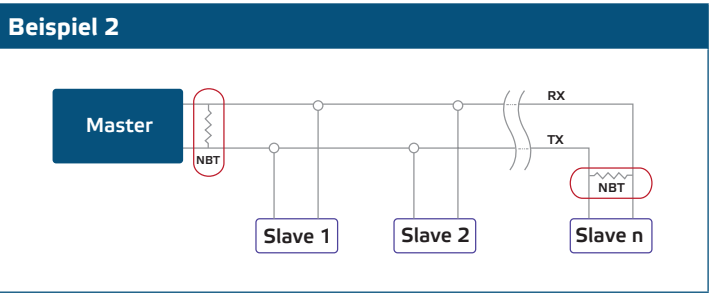 Beispiel 2
RX
Master
TX
NBT
NBT
Slave 1
Slave 2
Slave n